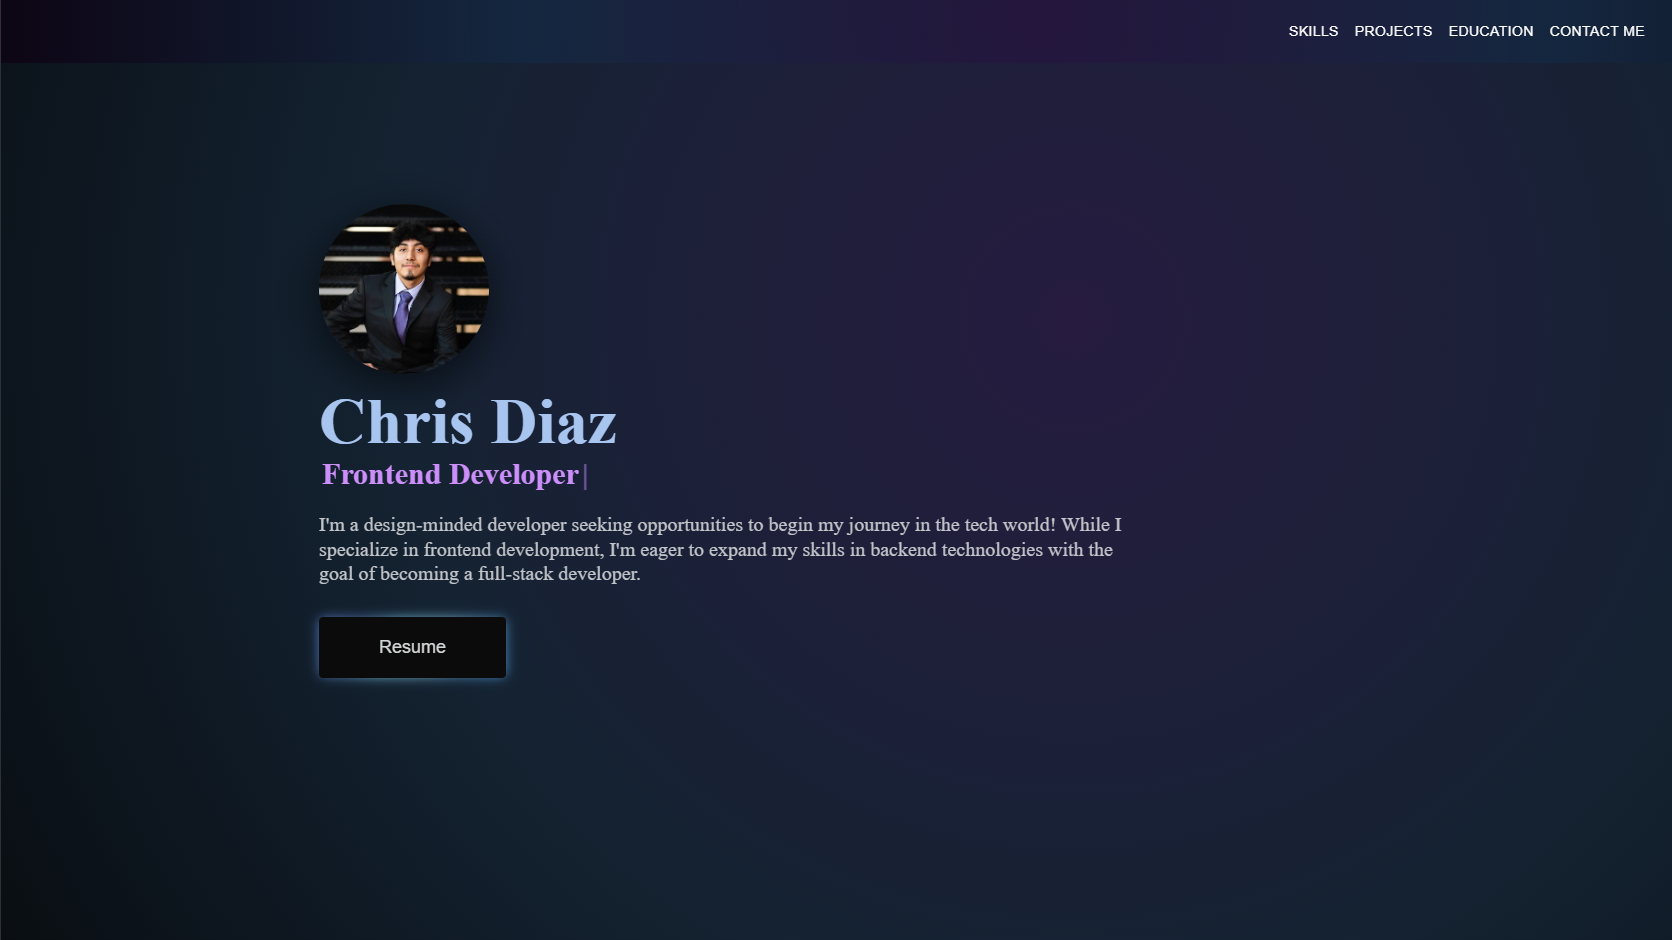 SKILLS PROJECTS EDUCATION CONTACT ME
Chris Diaz
Frontend Developer|
I'm a design-minded developer seeking opportunities to begin my journey in the tech world! While I
specialize in frontend development, I'm eager to expand my skills in backend technologies with the
goal of becoming a full-stack developer.
Resume